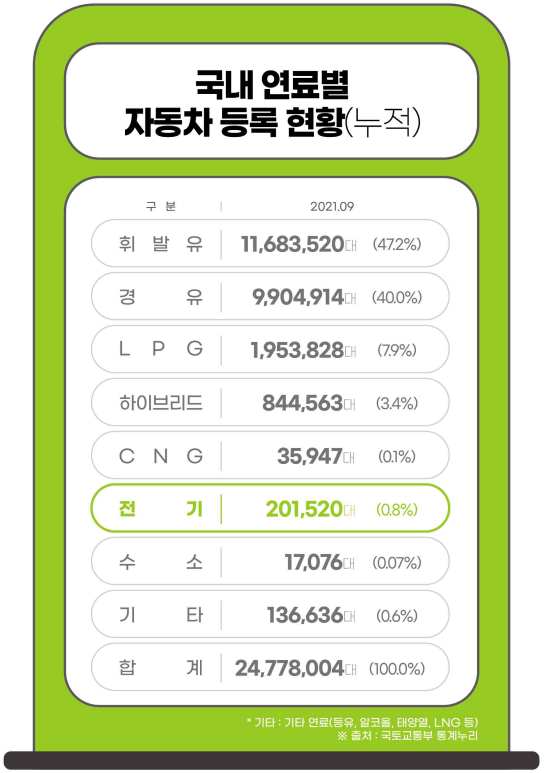 국내 연료별
자동차 등록 현황(누적)
구 분 | 2021.09
휘 발 유 | 11,683,520대 (47.2%)
경 유 | 9,904,914대 (40.0%)
L P G | 1,953,828대 (7.9%)
하이브리드 | 844,563대 (3.4%)
C N G | 35,947대 (0.1%)
전 기 | 201,520대 (0.8%)
수 소 | 17,076대 (0.07%)
기 타 | 136,636대 (0.6%)
합 계 | 24,778,004대 (100.0%)
* 기타 : 기타 연료(등유, 알코올, 태양열, LNG 등)
※ 출처 : 국토교통부 통계누리